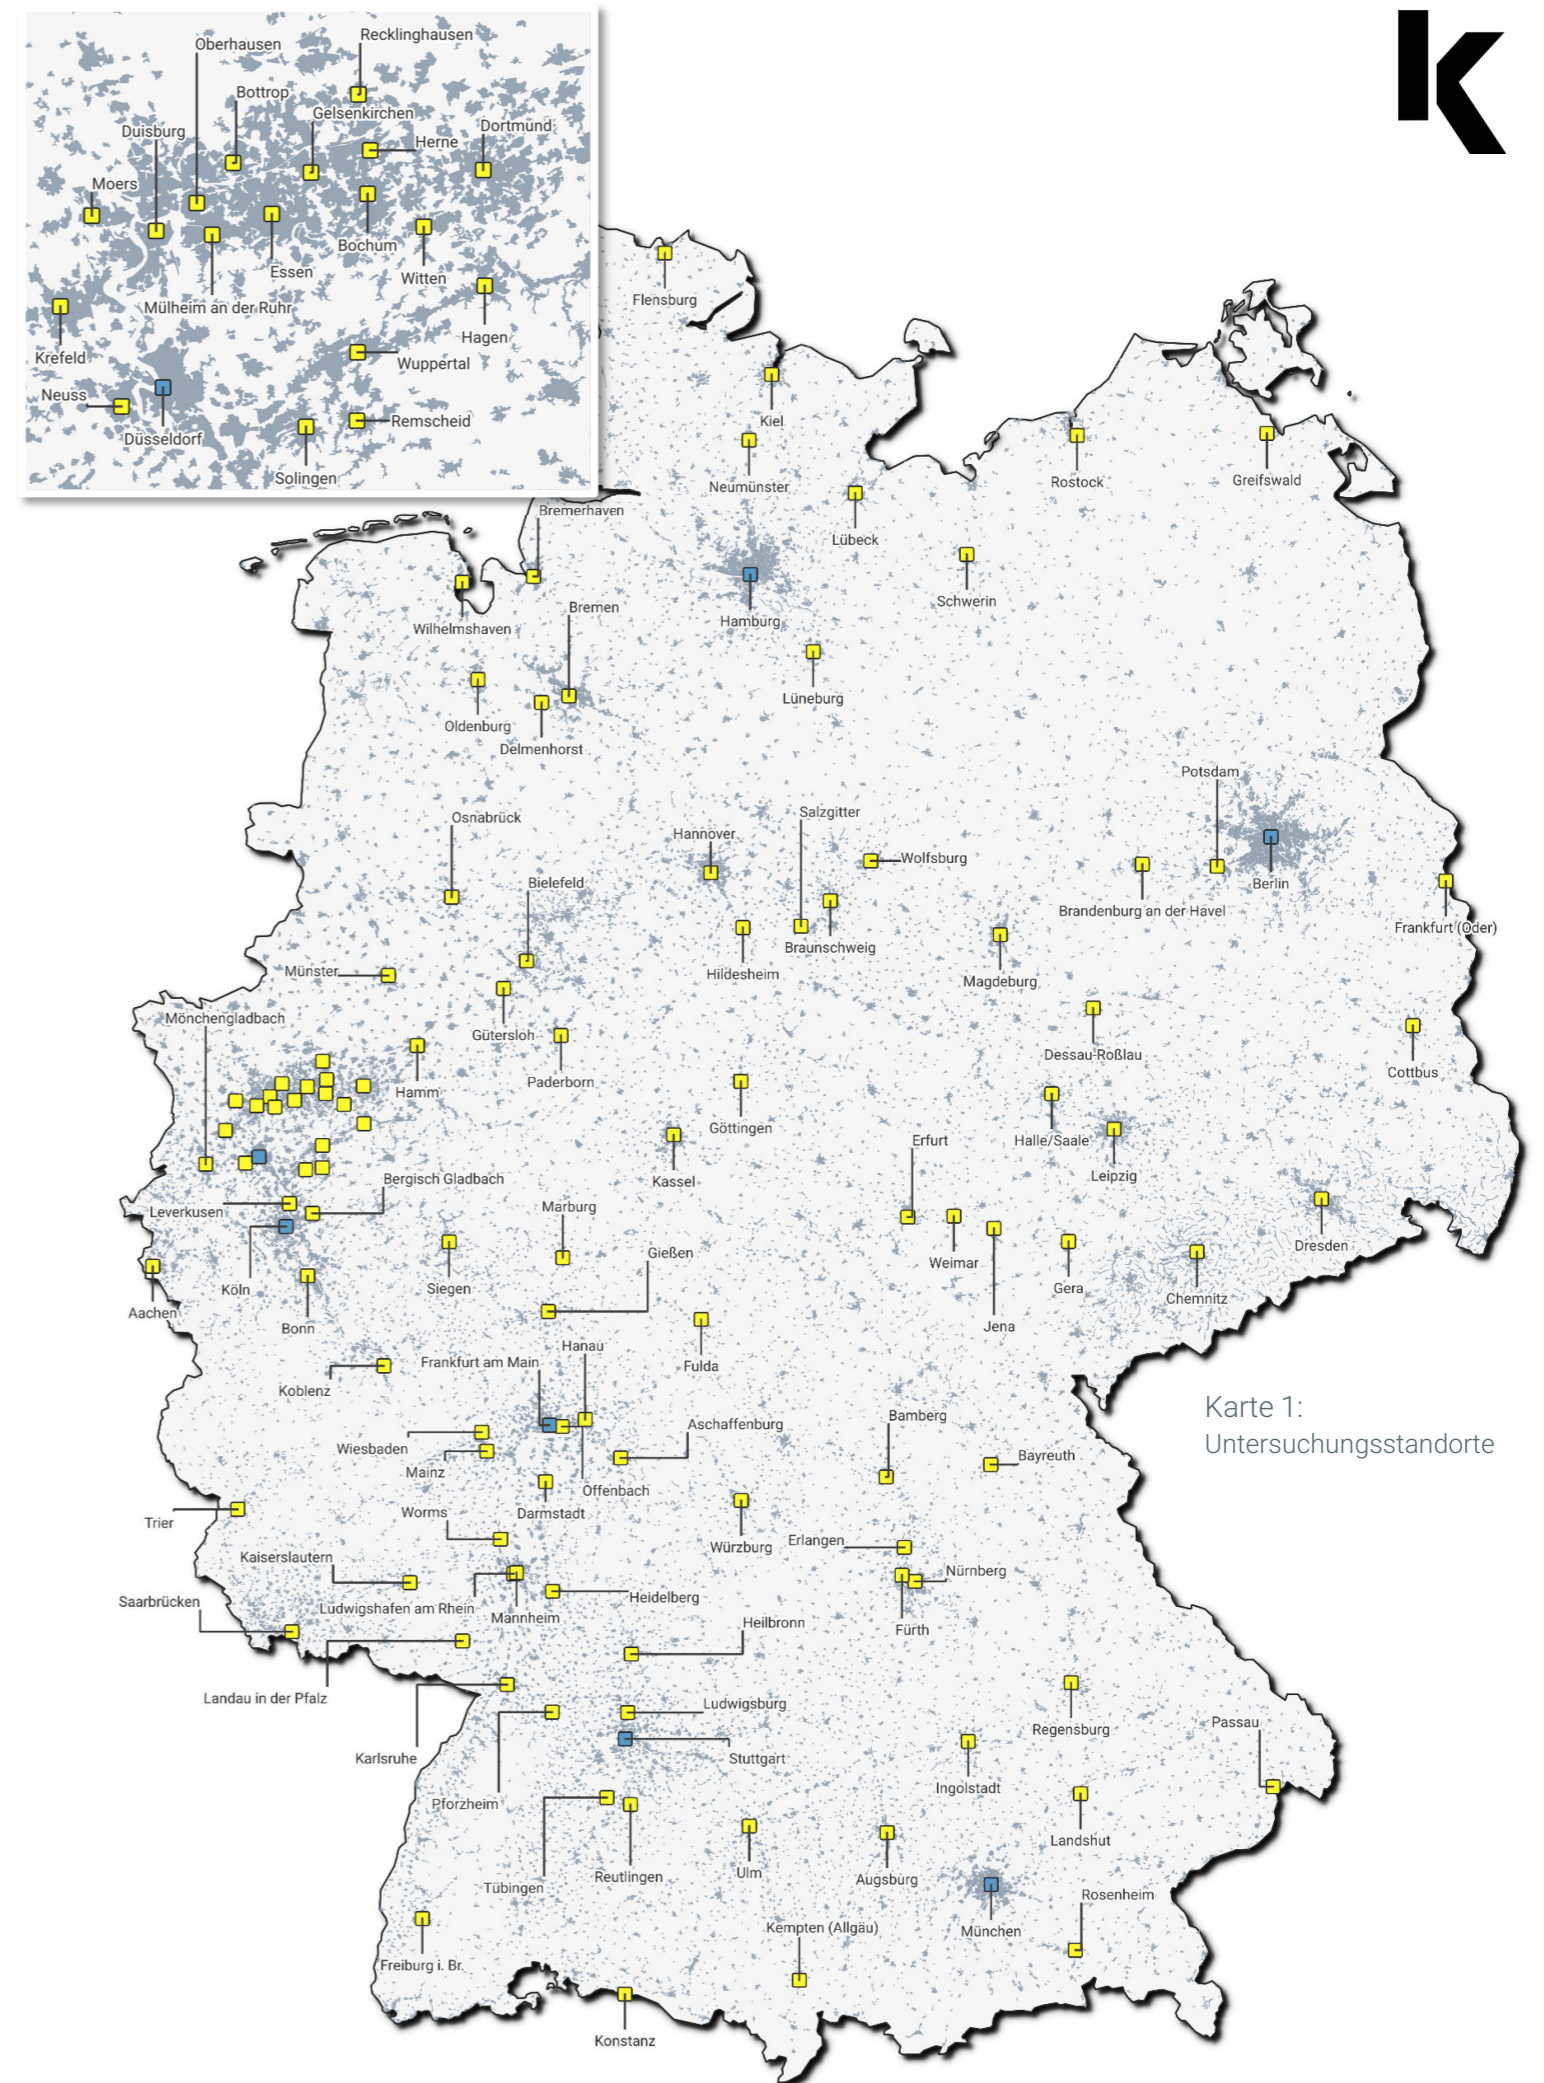 Recklinghausen
Oberhausen
Bottrop
Gelsenkirchen
Duisburg
Dortmund
Herne
Moers
Bochum
Essen
Witten
Mülheim an der Ruhr
Hagen
Krefeld
Wuppertal
Neuss
Remscheid
Düsseldorf
Solingen
Flensburg
Kiel
Neumünster
Rostock
Greifswald
Bremerhaven
Lübeck
Schwerin
Bremen
Hamburg
Wilhelmshaven
Lüneburg
Oldenburg
Delmenhorst
Potsdam
Osnabrück
Salzgitter
Hannover
Wolfsburg
Bielefeld
Berlin
Brandenburg an der Havel
Frankfurt (Oder)
Braunschweig
Münster
Hildesheim
Magdeburg
Mönchengladbach
Gütersloh
Dessau-Roßlau
Cottbus
Paderborn
Hamm
Göttingen
Erfurt
Halle/Saale
Leipzig
Kassel
Bergisch Gladbach
Marburg
Leverkusen
Dresden
Gießen
Weimar
Siegen
Köln
Gera
Chemnitz
Aachen
Bonn
Jena
Hanau
Frankfurt am Main
Fulda
Koblenz
Karte 1:
Untersuchungsstandorte
Bamberg
Aschaffenburg
Wiesbaden
Bayreuth
Mainz
Offenbach
Worms
Darmstadt
Trier
Erlangen
Würzburg
Kaiserslautern
Nürnberg
Heidelberg
Saarbrücken
Ludwigshafen am Rhein
Mannheim
Heilbronn
Fürth
Landau in der Pfalz
Ludwigsburg
Passau
Regensburg
Karlsruhe
Stuttgart
Ingolstadt
Pforzheim
Landshut
Ulm
Reutlingen
Augsburg
Tübingen
Rosenheim
Kempten (Allgäu)
München
Freiburg i. Br.
Konstanz